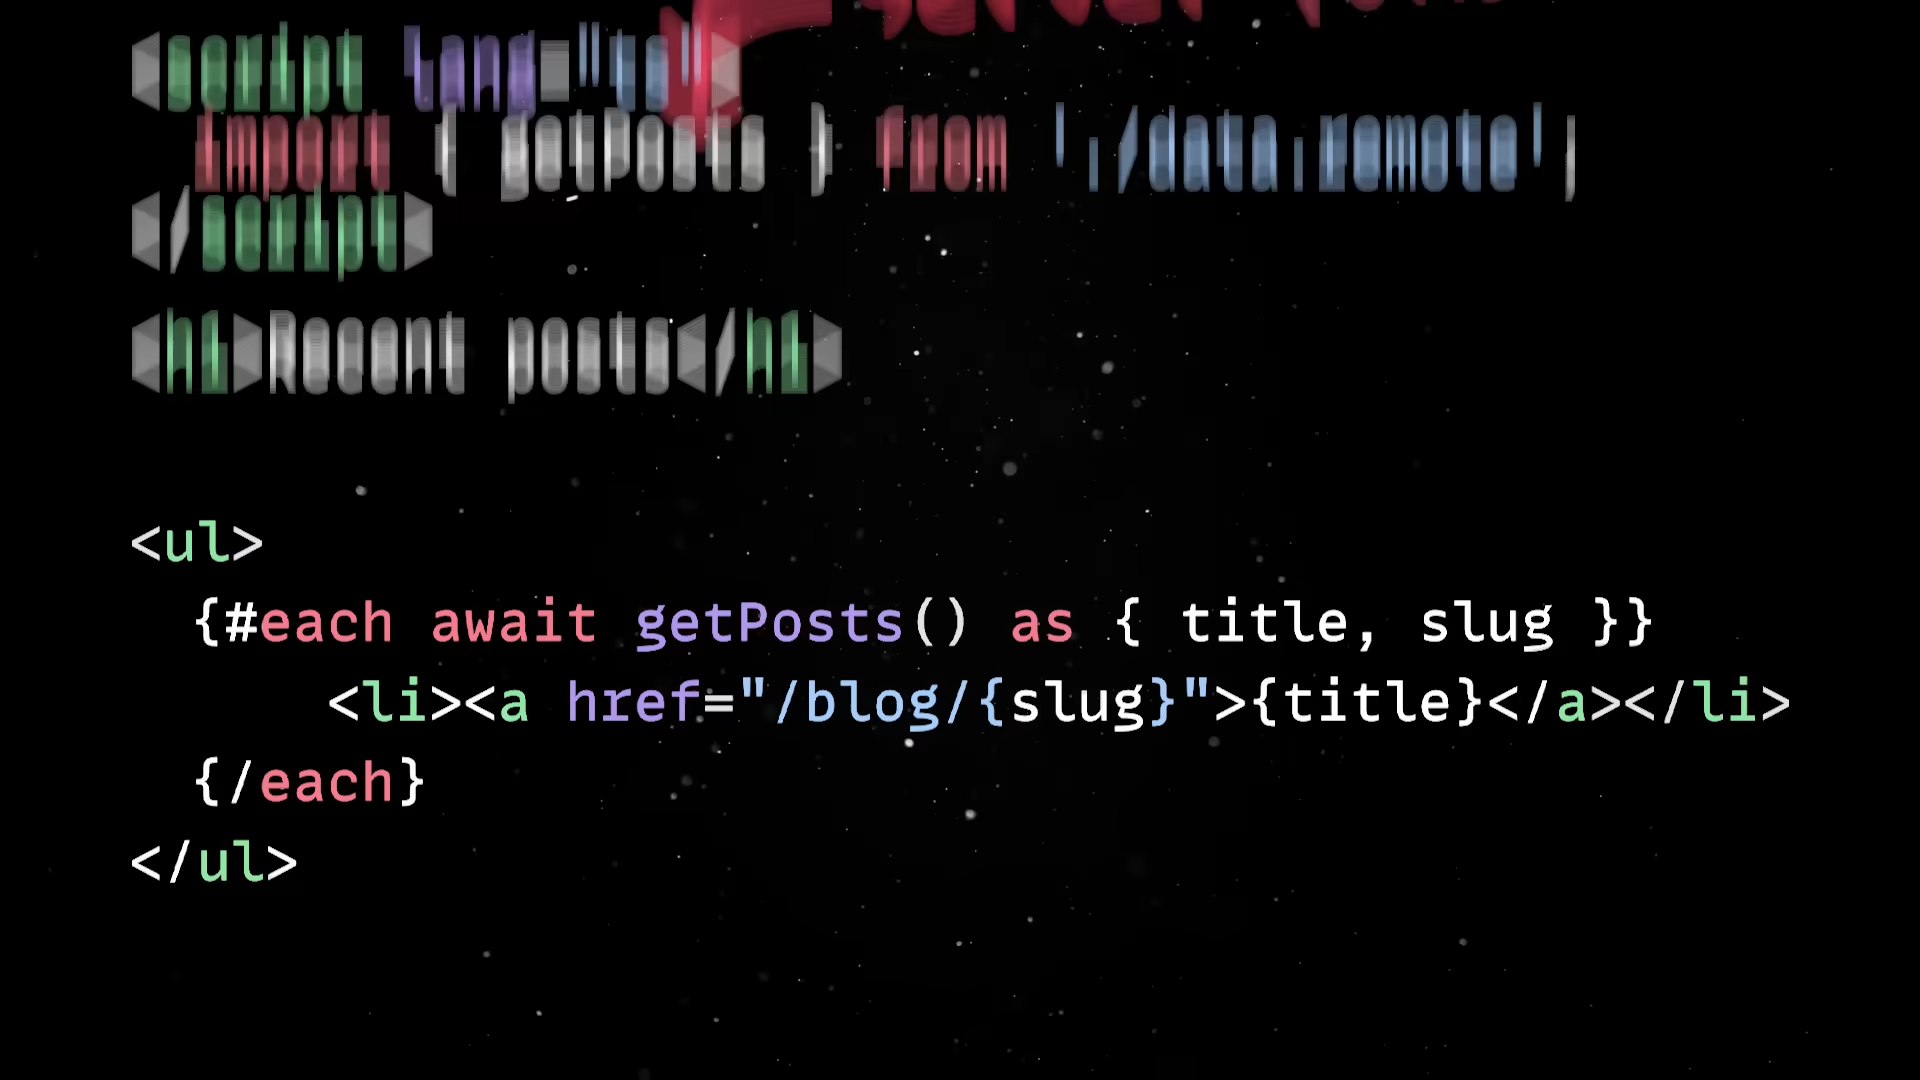 <script lang="ts">
import { getPosts } from './data.remote';
</script>
<h1>Recent posts</h1>
<ul>
{#each await getPosts() as { title, slug }}
<li><a href="/blog/{slug}">{title}</a></li>
{/each}
</ul>